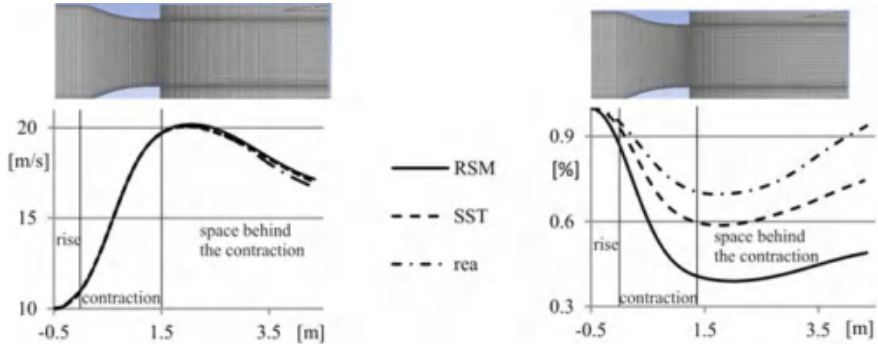 20
[m/s]
15
10
rise
contraction
space behind
the contraction
-0.5
1.5
3.5
[m]
RSM
SST
rea
0.9
[%]
0.6
0.3
rise
contraction
space behind
the contraction
-0.5
1.5
3.5
[m]